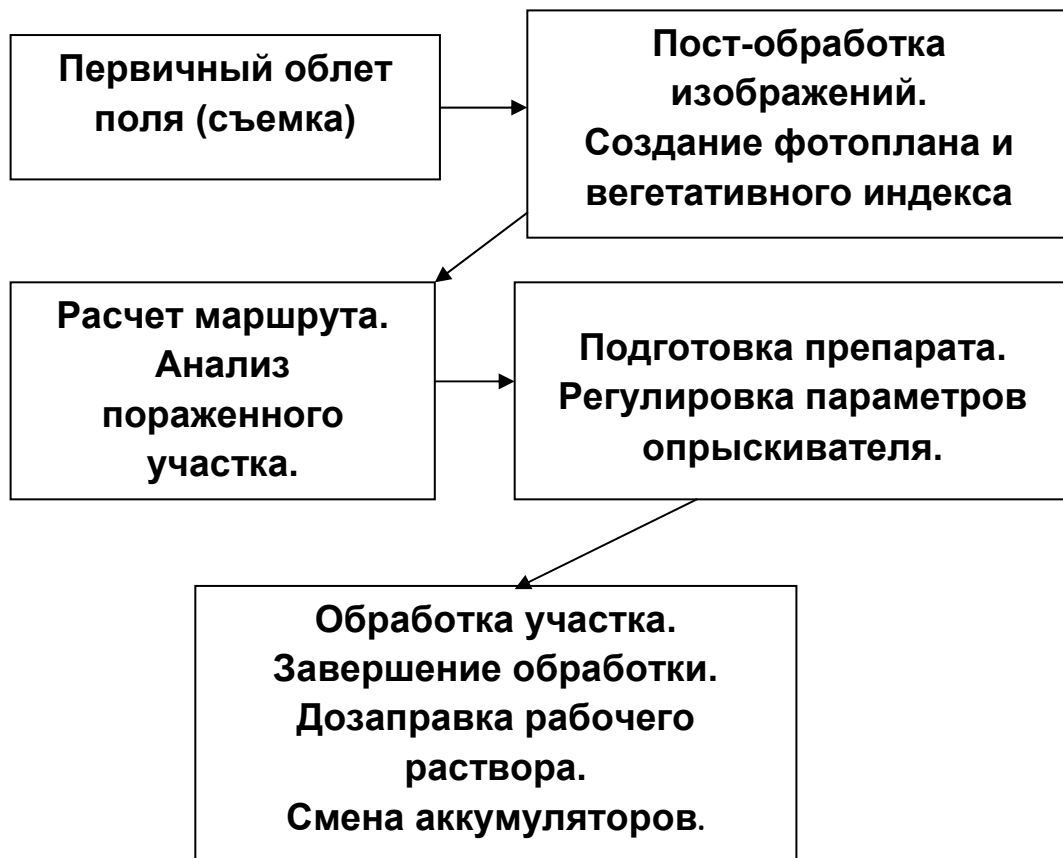 Первичный облет
поля (съемка)
Пост-обработка
изображений.
Создание фотоплана и
вегетативного индекса
Расчет маршрута.
Анализ
пораженного
участка.
Подготовка препарата.
Регулировка параметров
опрыскивателя.
Обработка участка.
Завершение обработки.
Дозаправка рабочего
раствора.
Смена аккумуляторов.